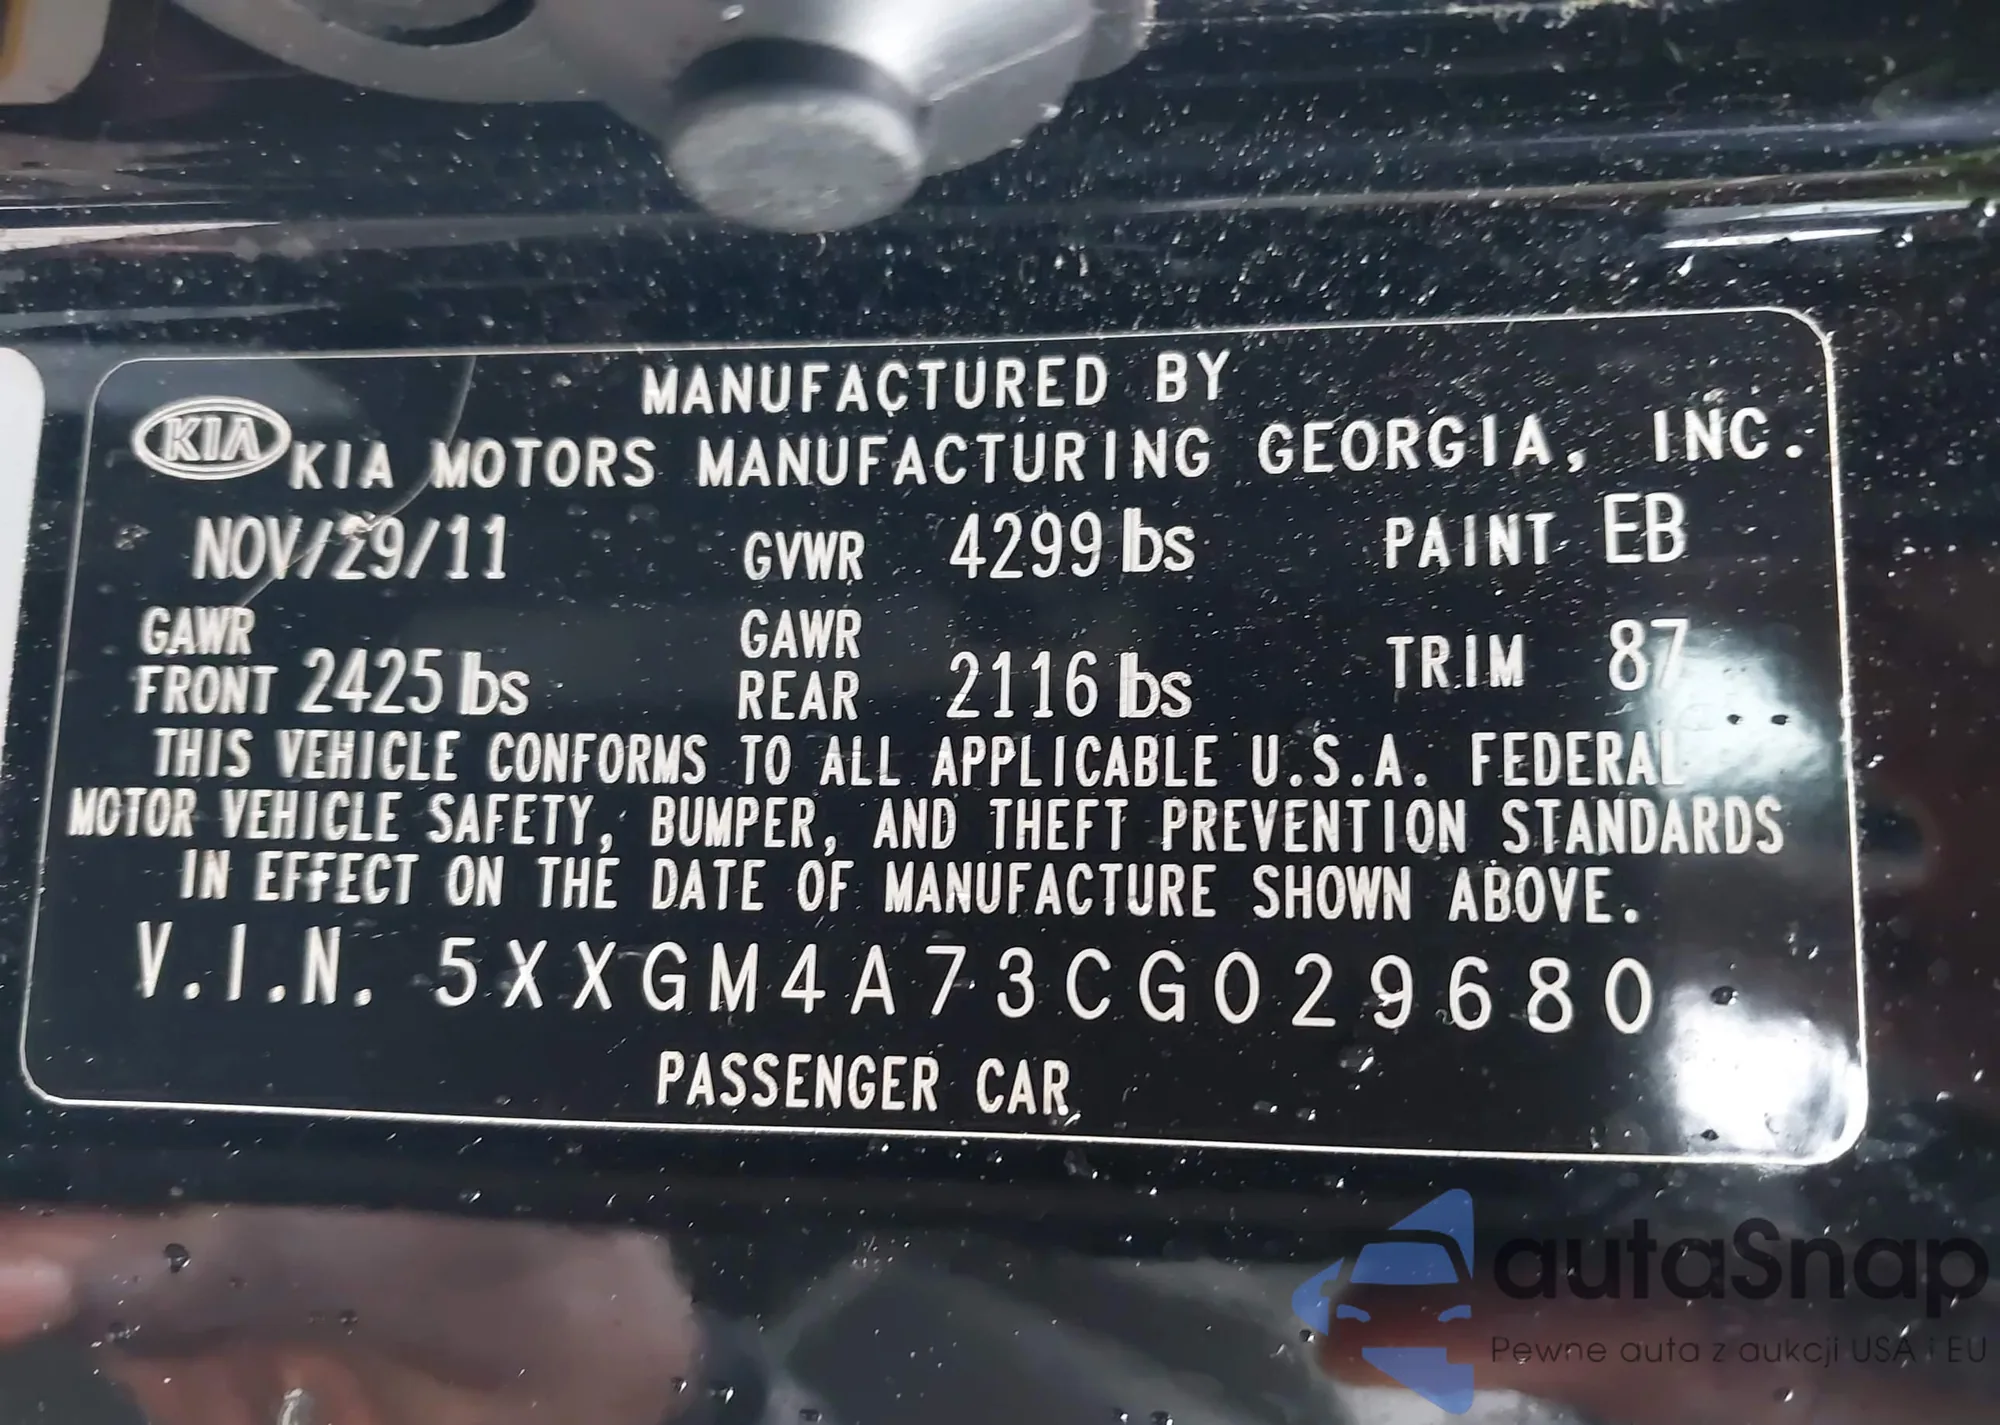 MANUFACTURED BY
KIA KIA MOTORS MANUFACTURING GEORGIA, INC.
NOV/29/11 GVWR 4299 lbs PAINT EB
GAWR FRONT 2425 lbs GAWR REAR 2116 lbs TRIM 87
THIS VEHICLE CONFORMS TO ALL APPLICABLE U.S.A. FEDERAL
MOTOR VEHICLE SAFETY, BUMPER, AND THEFT PREVENTION STANDARDS
IN EFFECT ON THE DATE OF MANUFACTURE SHOWN ABOVE.
V.I.N. 5XXGM4A73CG029680
PASSENGER CAR
autaSnap
Pewne auta z aukcji USA i EU